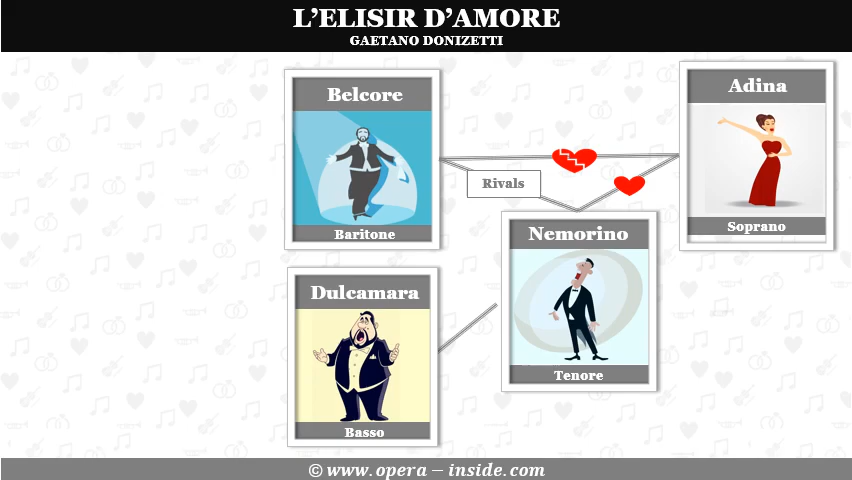 L’ELISIR D’AMORE
GAETANO DONIZETTI
Belcore
Baritone
Adina
Soprano
Rivals
Nemorino
Tenore
Dulcamara
Basso
© www.opera – inside.com